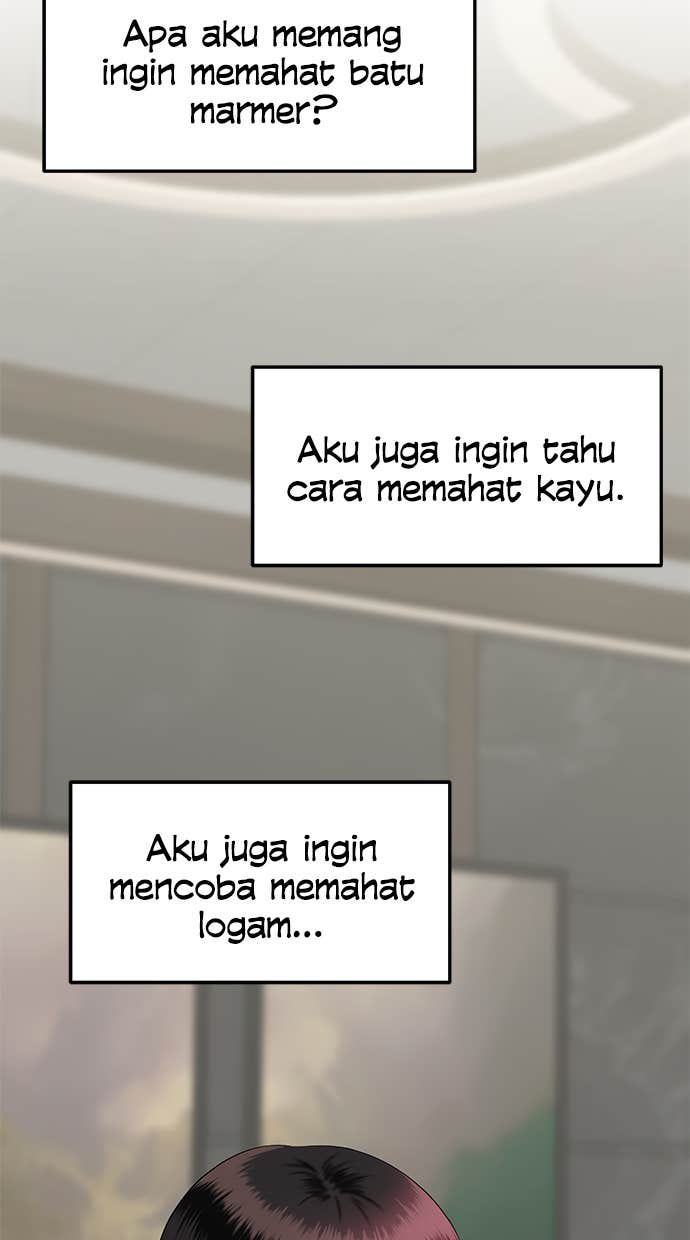 Apa aku memang
ingin memahat batu
marmer?
Aku juga ingin tahu
cara memahat kayu.
Aku juga ingin
mencoba memahat
logam...